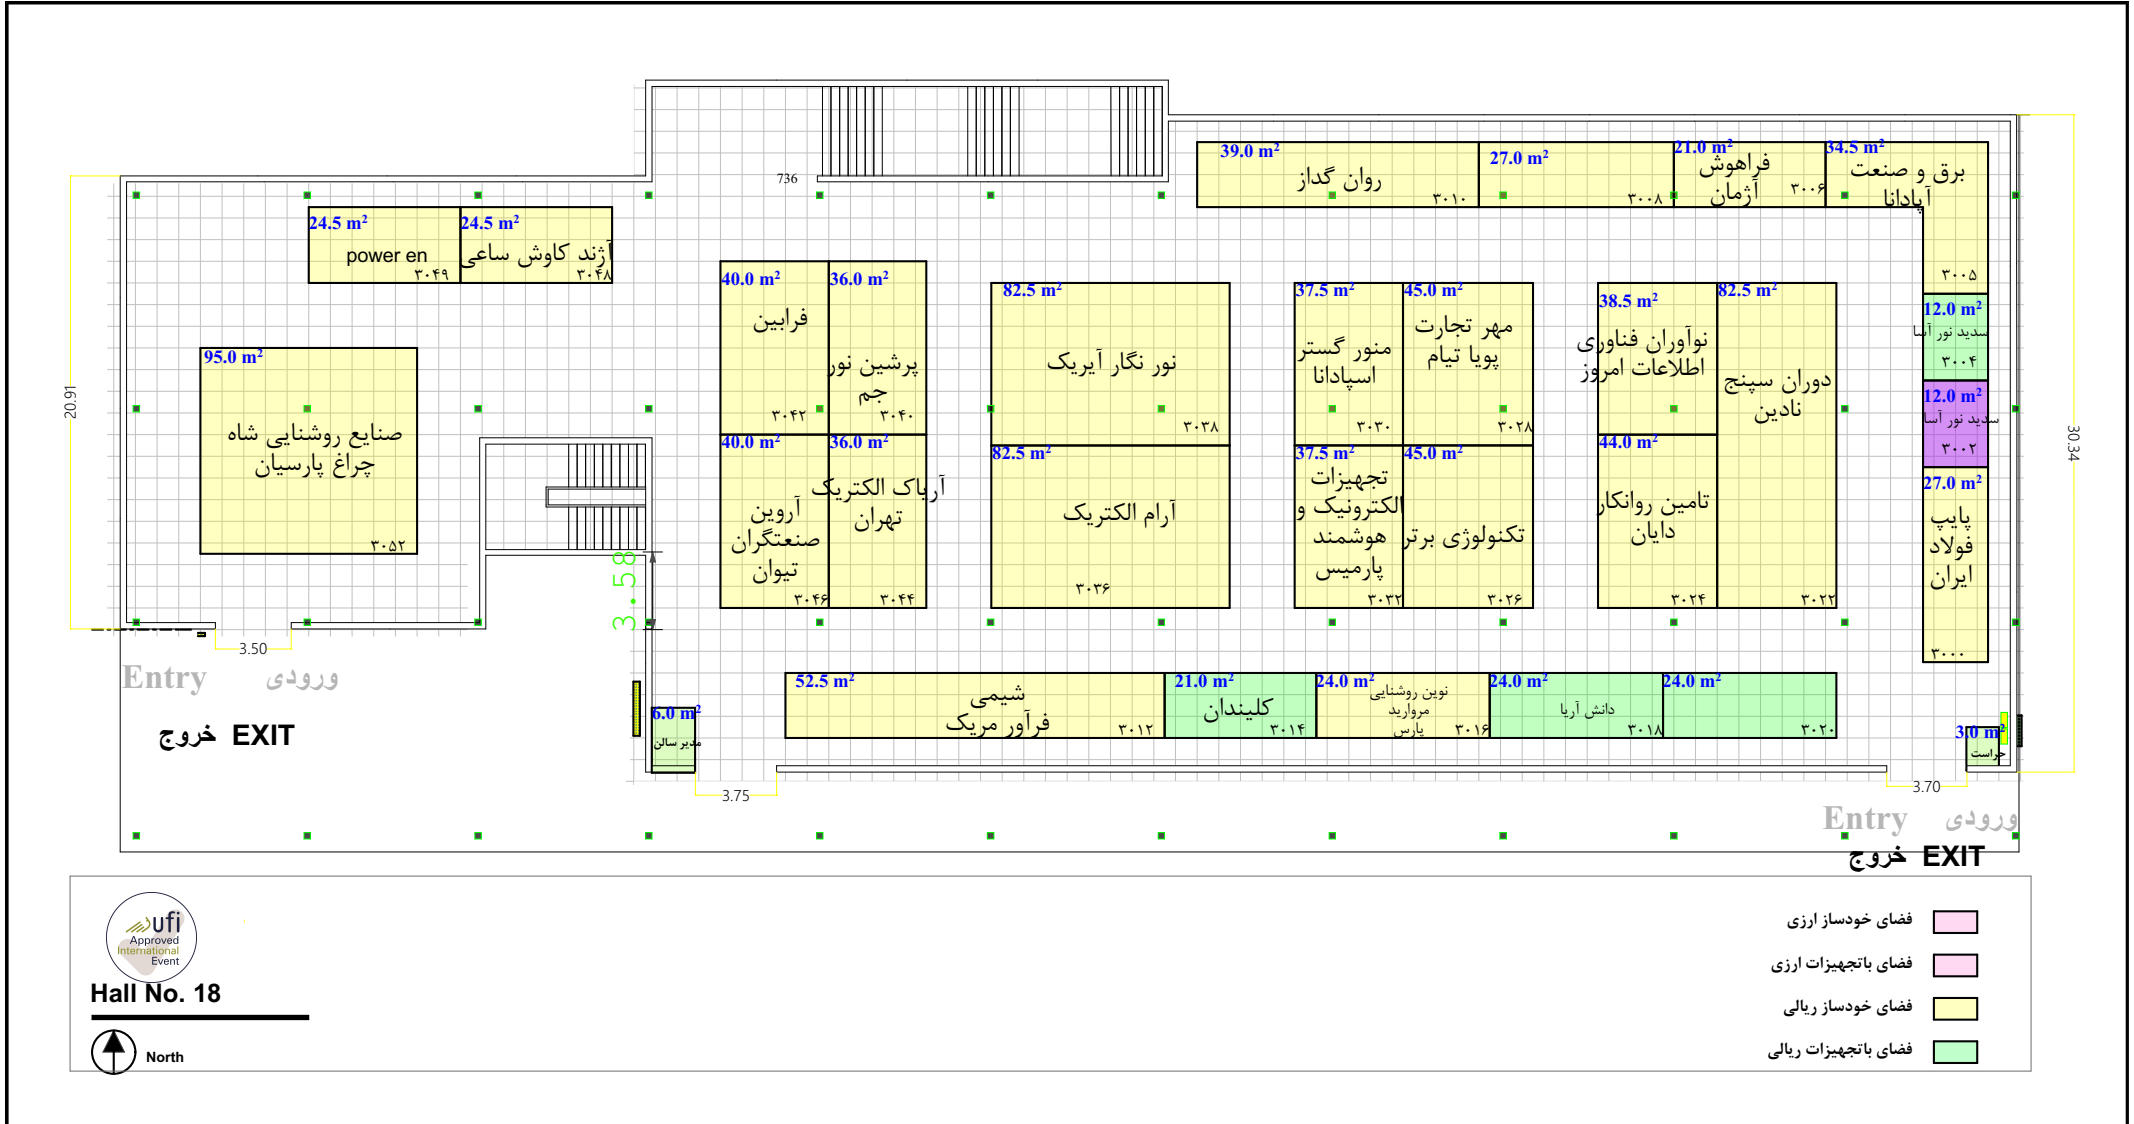 736
39.0 m²
روان گداز
۳۰۱۰
27.0 m²
۳۰۰۸
21.0 m²
فراهوش
آژمان
۳۰۰۶
34.5 m²
برق و صنعت
آپادانا
۳۰۰۵
24.5 m²
power en
۳۰۴۹
24.5 m²
آژند کاوش ساعی
۳۰۴۸
40.0 m²
فرابین
۳۰۴۲
36.0 m²
پرشین نور
جم
۳۰۴۰
82.5 m²
نور نگار آیریک
۳۰۳۸
37.5 m²
منور گستر
اسپادانا
۳۰۳۰
45.0 m²
مهر تجارت
پویا تیام
۳۰۲۸
38.5 m²
نوآوران فناوری
اطلاعات امروز
82.5 m²
دوران سپنج
نادین
۳۰۲۲
12.0 m²
سدید نور آسا
۳۰۰۴
12.0 m²
سدید نور آسا
۳۰۰۲
27.0 m²
پایپ
فولاد
ایران
۳۰۰۰
95.0 m²
صنایع روشنایی شاه
چراغ پارسیان
۳۰۵۲
40.0 m²
آروین
صنعتگران
تیوان
۳۰۴۶
36.0 m²
آرپاک الکتریک
تهران
۳۰۴۴
82.5 m²
آرام الکتریک
۳۰۳۶
37.5 m²
تجهیزات
الکترونیک و
هوشمند
پارمیس
۳۰۳۲
45.0 m²
تکنولوژی برتر
۳۰۲۶
44.0 m²
تامین روانکار
دایان
۳۰۲۴
20.91
30.34
3.58
3.50
Entry ورودی
EXIT خروج
6.0 m²
مدیر سالن
52.5 m²
شیمی
فرآور مریک
۳۰۱۲
21.0 m²
کلیندان
۳۰۱۴
24.0 m²
نوین روشنایی
مروارید
پارس
۳۰۱۶
24.0 m²
دانش آریا
۳۰۱۸
24.0 m²
۳۰۲۰
3.0 m²
حراست
3.75
3.70
Entry ورودی
EXIT خروج
ufi
Approved
International
Event
Hall No. 18
North
فضای خودساز ارزی
فضای باتجهیزات ارزی
فضای خودساز ریالی
فضای باتجهیزات ریالی